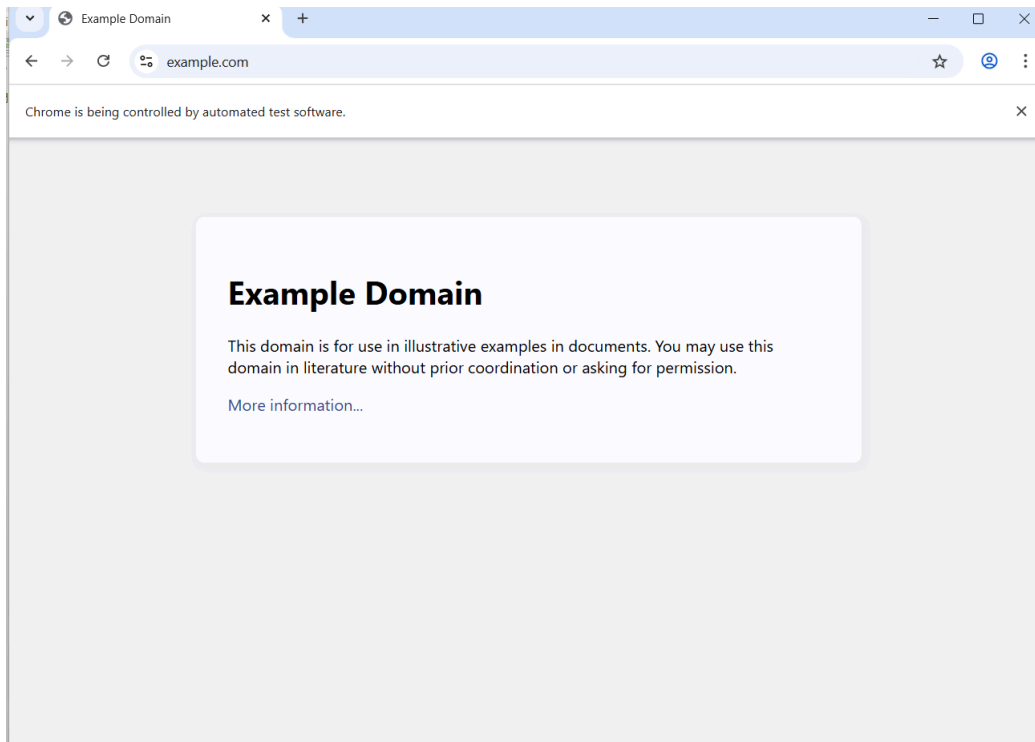 Example Domain
example.com
Chrome is being controlled by automated test software.
Example Domain
This domain is for use in illustrative examples in documents. You may use this
domain in literature without prior coordination or asking for permission.
More information...